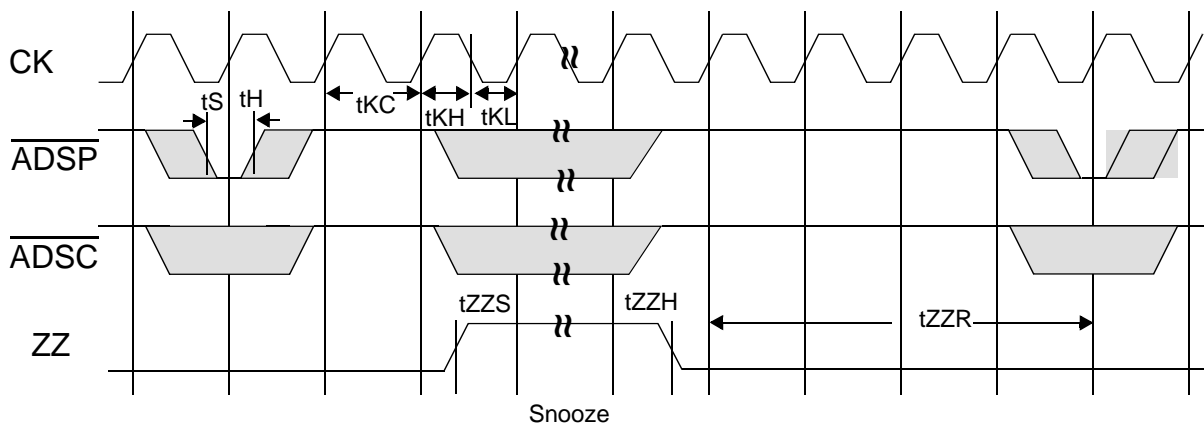 CK
tS tH tKC tKH tKL
ADSP
ADSC
tZZS tZZH tZZR
ZZ
Snooze